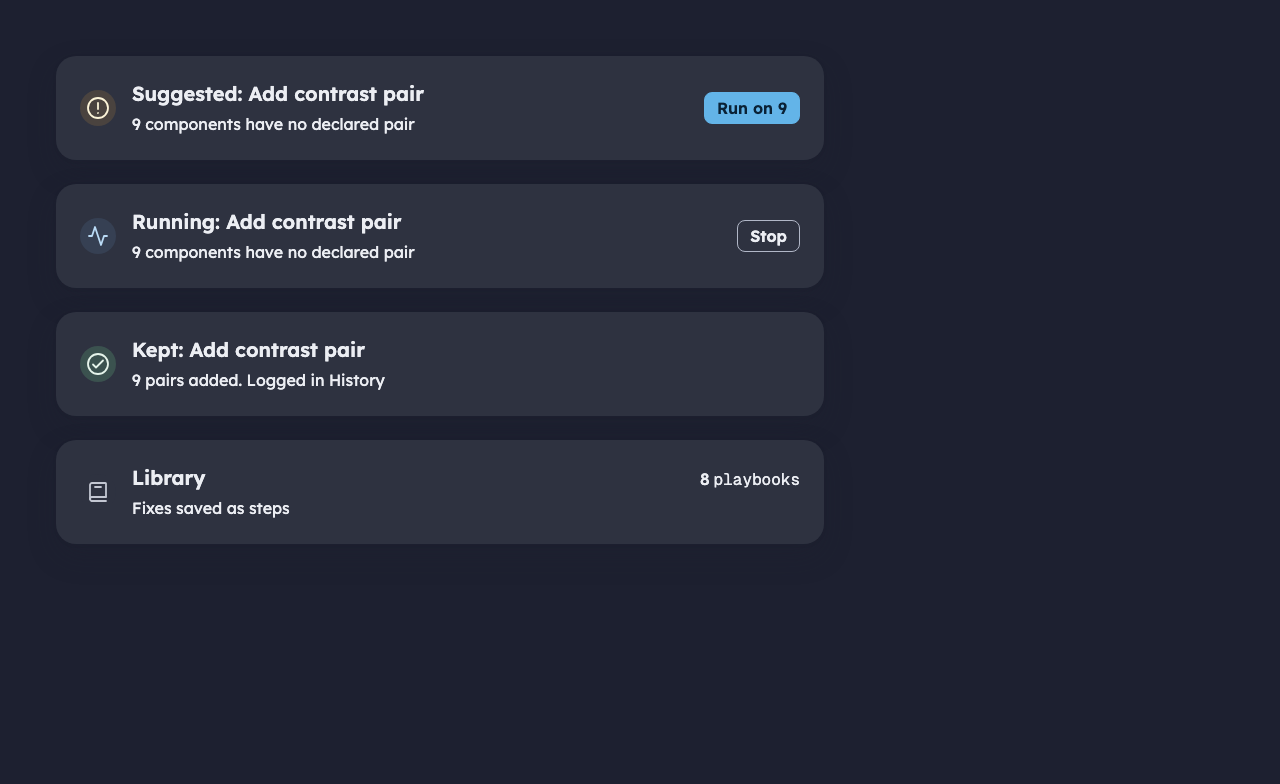 Suggested: Add contrast pair
9 components have no declared pair
Run on 9
Running: Add contrast pair
9 components have no declared pair
Stop
Kept: Add contrast pair
9 pairs added. Logged in History
Library
8 playbooks
Fixes saved as steps